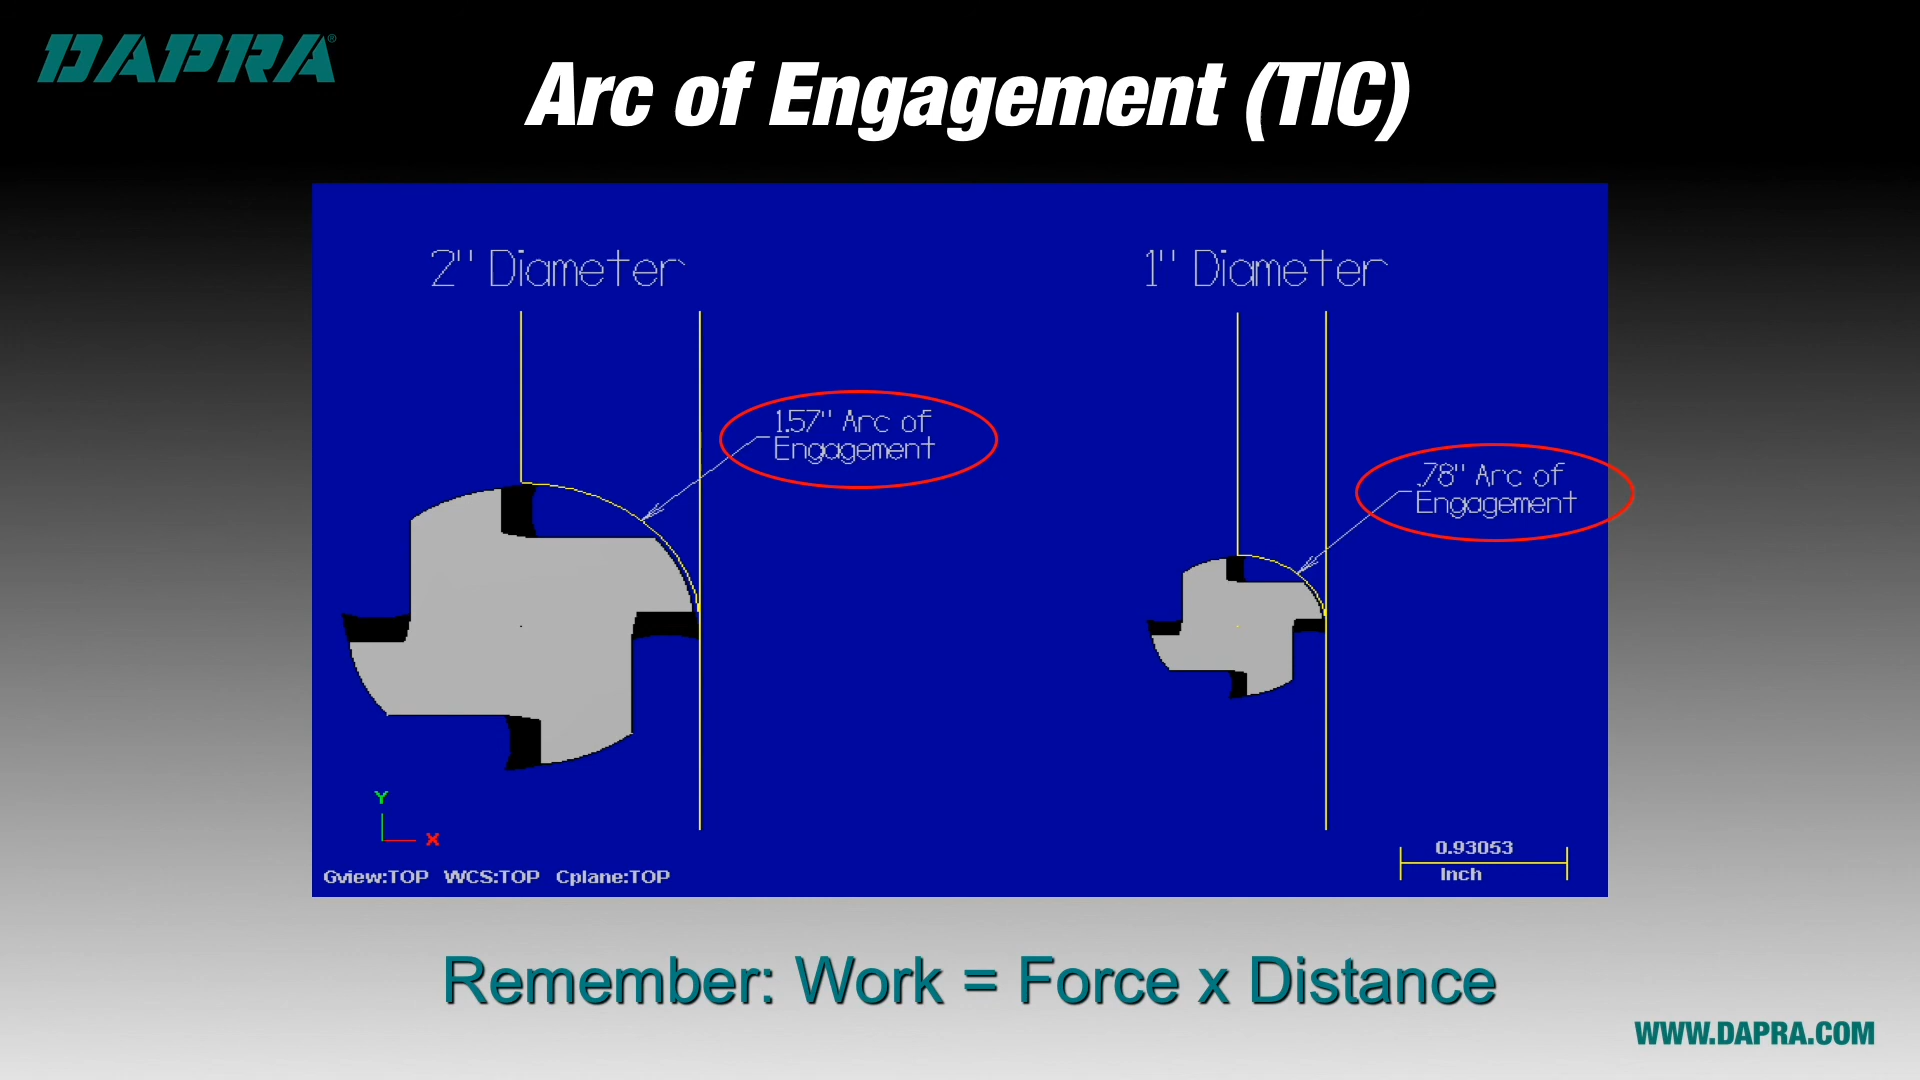 DAPRA®
Arc of Engagement (TIC)
2" Diameter
1" Diameter
1.57" Arc of
Engagement
.78" Arc of
Engagement
Y
X
0.93053
Inch
Gview:TOP WCS:TOP Cplane:TOP
Remember: Work = Force x Distance
WWW.DAPRA.COM